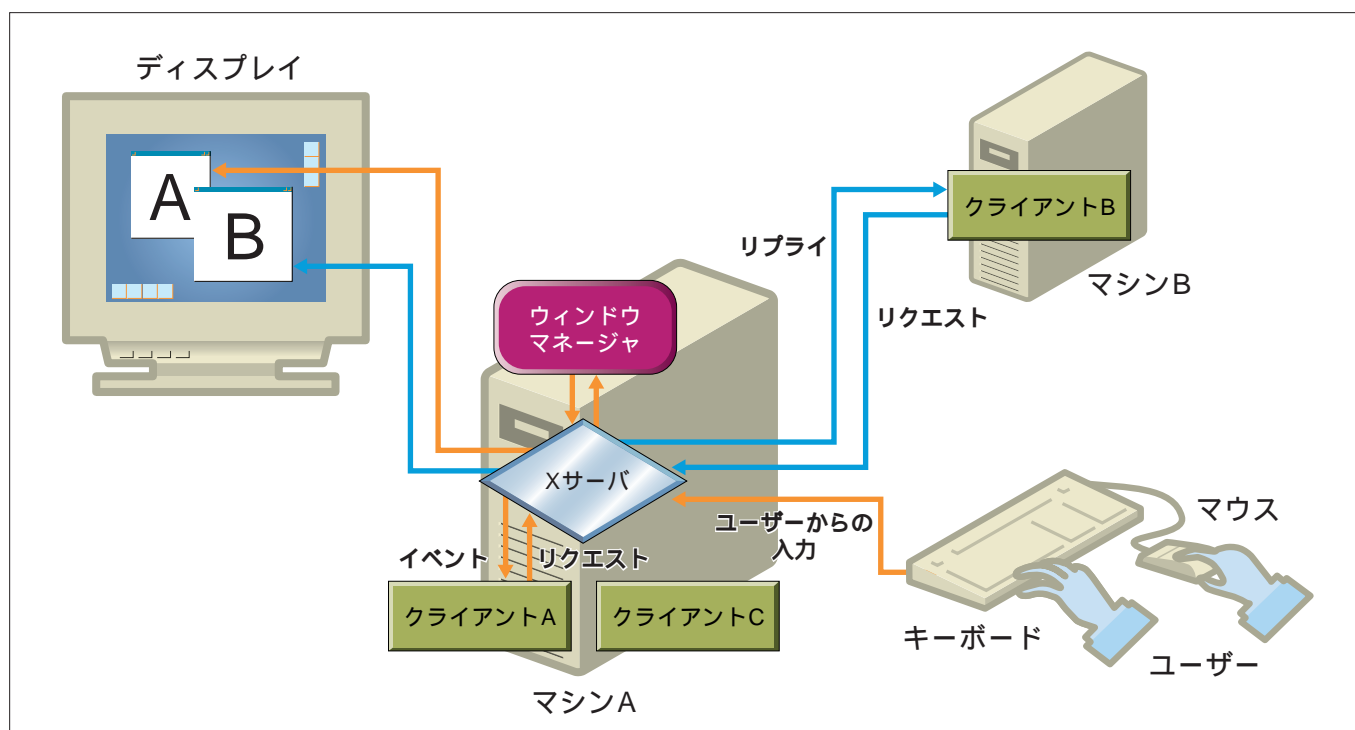 ディスプレイ
A
B
クライアントB
リプライ
マシンB
リクエスト
ウィンドウ
マネージャ
Xサーバ
ユーザーからの
入力
マウス
イベント
リクエスト
クライアントA
クライアントC
キーボード
ユーザー
マシンA